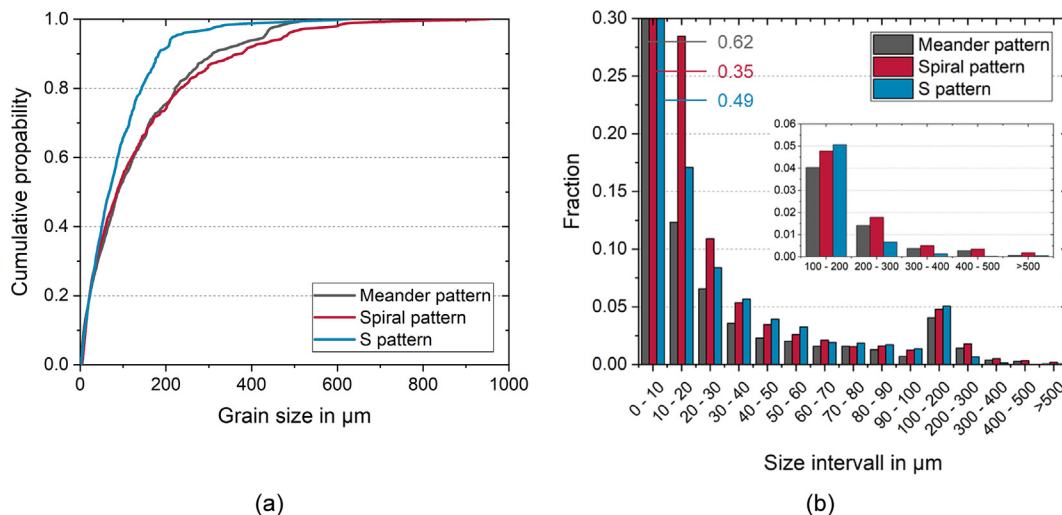 1.0
0.8
0.6
0.4
0.2
0.0
Cumulative propability
Meander pattern
Spiral pattern
S pattern
0 200 400 600 800 1000
Grain size in µm
(a)
0.30
0.25
0.20
0.15
0.10
0.05
0.00
Fraction
0.62
0.35
0.49
Meander pattern
Spiral pattern
S pattern
0.06
0.05
0.04
0.03
0.02
0.01
0.00
100 - 200 200 - 300 300 - 400 400 - 500 >500
0 - 10 10 - 20 20 - 30 30 - 40 40 - 50 50 - 60 60 - 70 70 - 80 80 - 90 90 - 100 100 - 200 200 - 300 300 - 400 400 - 500 >500
Size intervall in µm
(b)